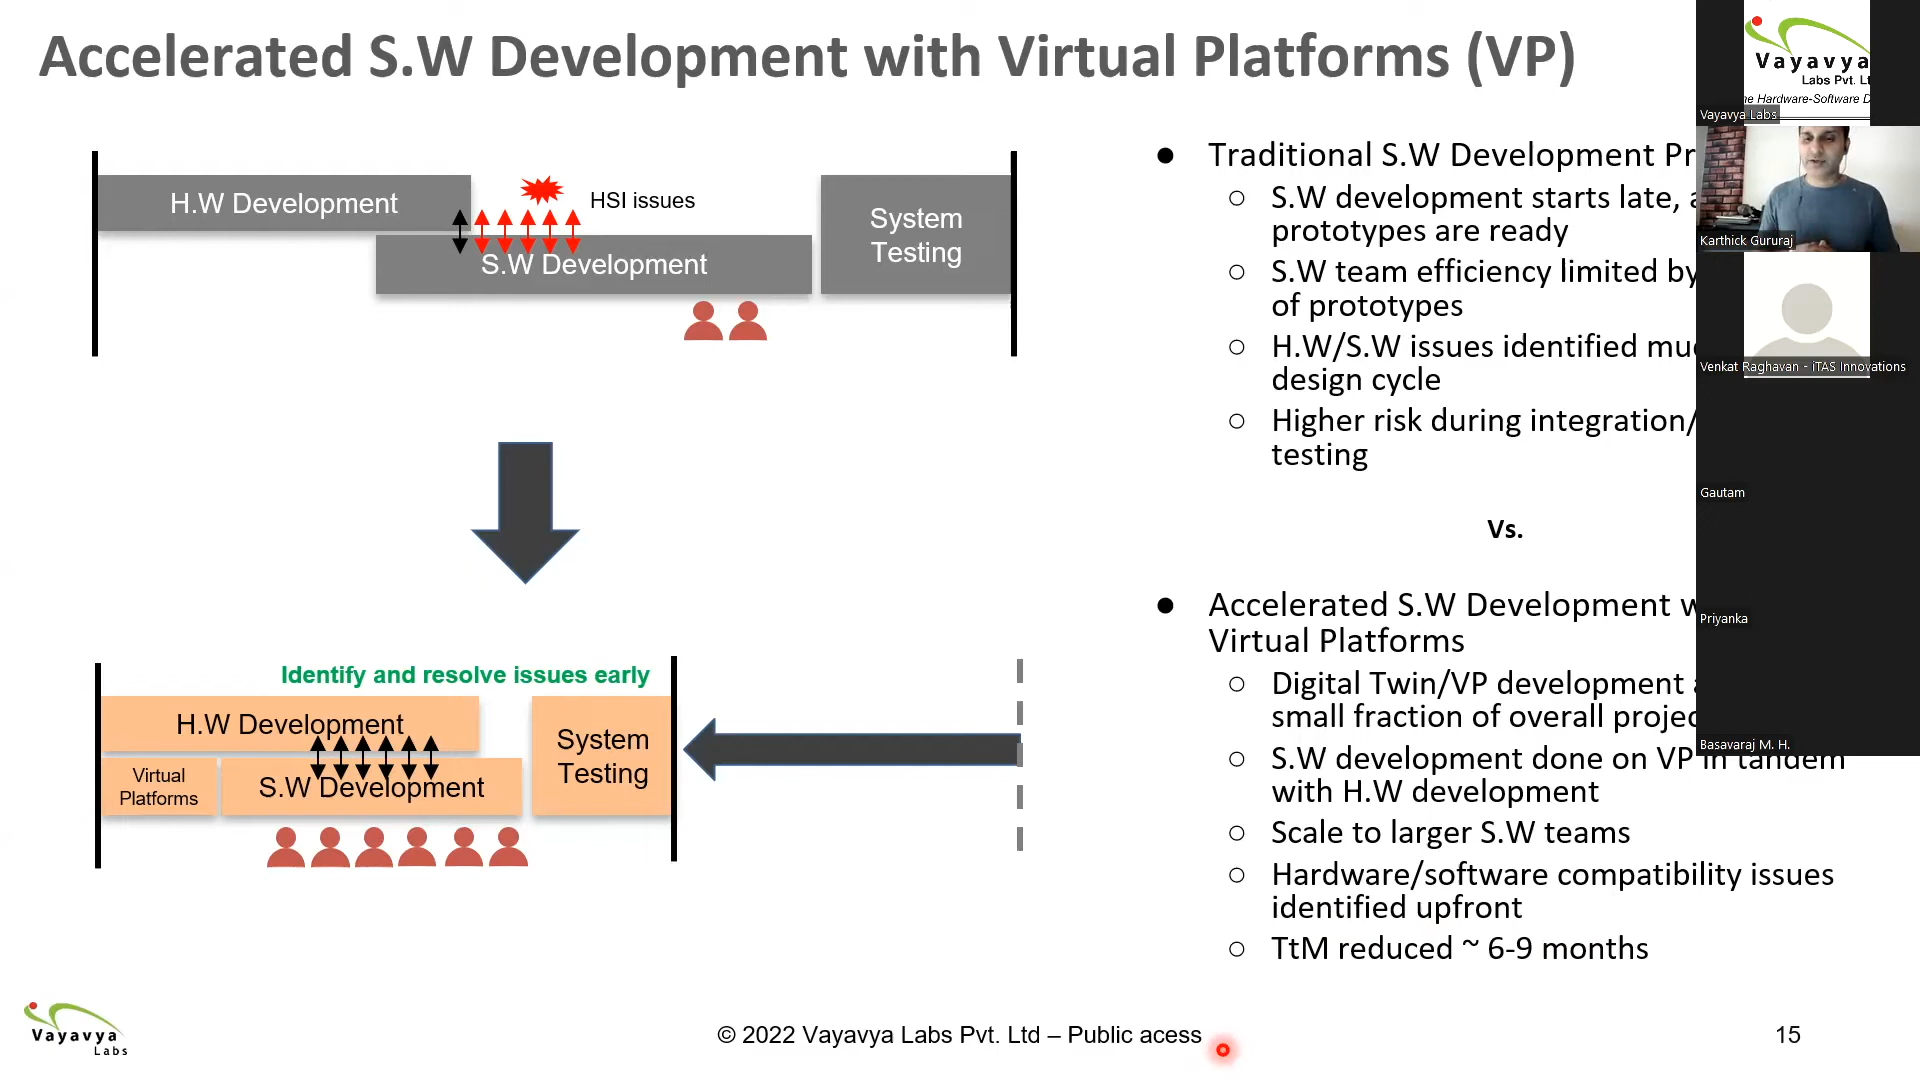 Accelerated S.W Development with Virtual Platforms (VP)
H.W Development
HSI issues
S.W Development
System
Testing
Identify and resolve issues early
H.W Development
Virtual
Platforms
S.W Development
System
Testing
● Traditional S.W Development
○ S.W development starts late,
prototypes are ready
○ S.W team efficiency limited by
of prototypes
○ H.W/S.W issues identified
design cycle
○ Higher risk during integration/
testing
Vs.
● Accelerated S.W Development
Virtual Platforms
○ Digital Twin/VP development
small fraction of overall
○ S.W development done on VP in tandem
with H.W development
○ Scale to larger S.W teams
○ Hardware/software compatibility issues
identified upfront
○ TtM reduced ~ 6-9 months
Vayavya
Labs Pvt.
Hardware-Software
Vayavya Labs
Karthick Gururaj
Venkat Raghavan - iTAS Innovations
Gautam
Priyanka
Basavaraj M. H.
Vayavya
Labs
© 2022 Vayavya Labs Pvt. Ltd – Public acess
15